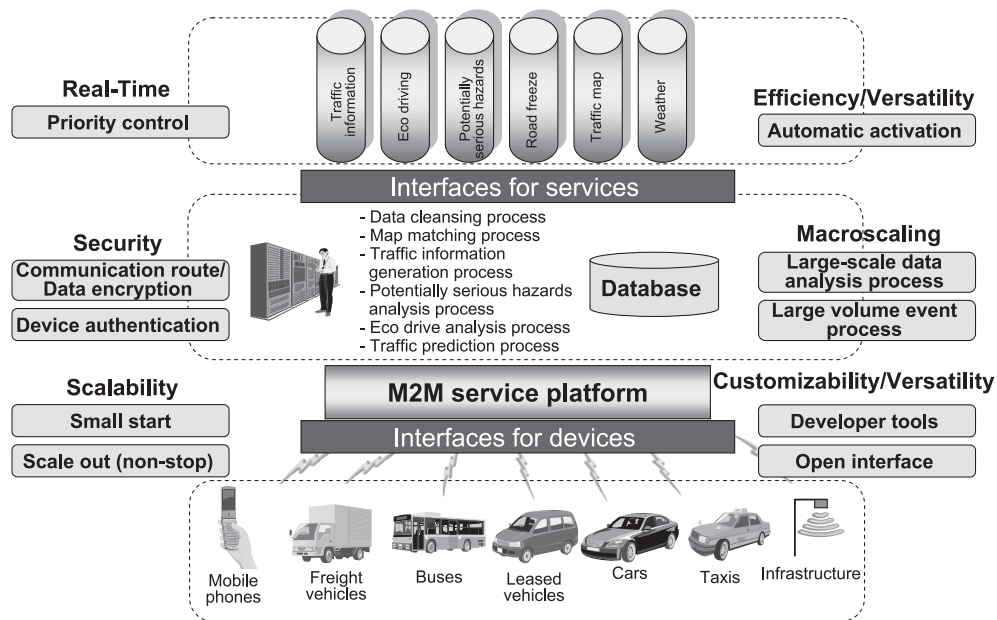 Traffic
information
Eco driving
Potentially
serious hazards
Road freeze
Traffic map
Weather
Real-Time
Priority control
Efficiency/Versatility
Automatic activation
Interfaces for services
Security
Communication route/
Data encryption
Device authentication
- Data cleansing process
- Map matching process
- Traffic information
generation process
- Potentially serious hazards
analysis process
- Eco drive analysis process
- Traffic prediction process
Database
Macroscaling
Large-scale data
analysis process
Large volume event
process
Scalability
Small start
Scale out (non-stop)
M2M service platform
Interfaces for devices
Customizability/Versatility
Developer tools
Open interface
Mobile
phones
Freight
vehicles
Buses
Leased
vehicles
Cars
Taxis
Infrastructure